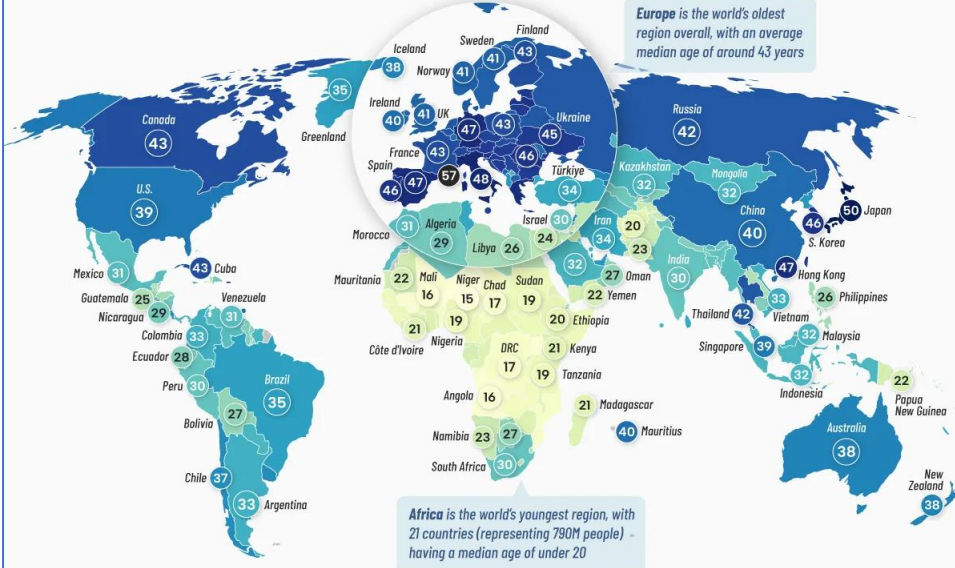 Europe is the world's oldest
region overall, with an average
median age of around 43 years
Finland
43
Sweden
41
Iceland
38
Norway
41
35
Greenland
Ireland
40
41
UK
Canada
43
Russia
42
47
43
Ukraine
45
France
43
46
Spain
46
47
57
48
Türkiye
34
Kazakhstan
32
Mongolia
32
U.S.
39
China
40
50
Japan
46
S. Korea
Morocco
31
Algeria
29
Libya
26
Israel
30
24
Iran
34
20
23
India
30
47
Hong Kong
Mexico
31
43
Cuba
Guatemala
25
Nicaragua
29
Venezuela
31
Mauritania
22
Mali
16
Niger
15
Chad
17
Sudan
19
32
27
Oman
22
Yemen
33
Vietnam
26
Philippines
Thailand
42
Colombia
33
Ecuador
28
21
Côte d'Ivoire
19
Nigeria
20
Ethiopia
21
Kenya
Singapore
39
32
Malaysia
Peru
30
Brazil
35
DRC
17
19
Tanzania
32
Indonesia
22
Papua
New Guinea
Bolivia
27
Angola
16
21
Madagascar
Namibia
23
27
40
Mauritius
Australia
38
South Africa
30
Chile
37
33
Argentina
New
Zealand
38
Africa is the world's youngest region, with
21 countries (representing 790M people) -
having a median age of under 20